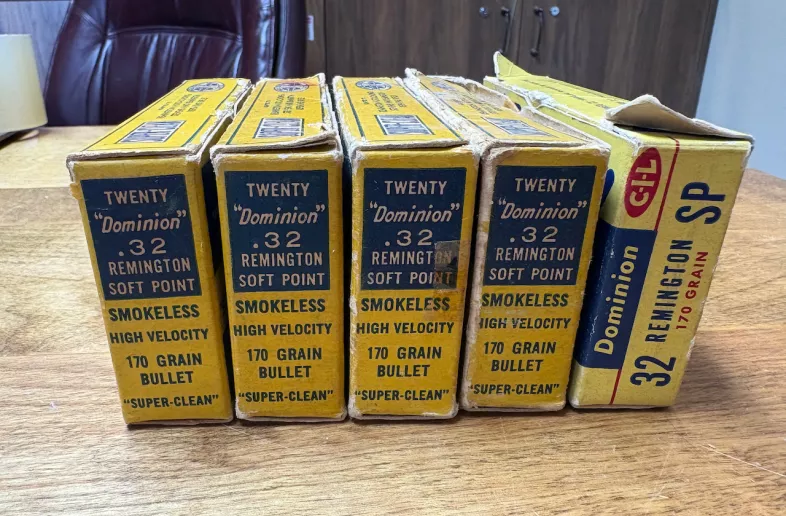 TWENTY
"Dominion"
.32
REMINGTON
SOFT POINT
SMOKELESS
HIGH VELOCITY
170 GRAIN
BULLET
"SUPER-CLEAN"
TWENTY
"Dominion"
.32
REMINGTON
SOFT POINT
SMOKELESS
HIGH VELOCITY
170 GRAIN
BULLET
"SUPER-CLEAN"
TWENTY
"Dominion"
.32
REMINGTON
SOFT POINT
SMOKELESS
HIGH VELOCITY
170 GRAIN
BULLET
"SUPER-CLEAN"
TWENTY
"Dominion"
.32
REMINGTON
SOFT POINT
SMOKELESS
HIGH VELOCITY
170 GRAIN
BULLET
"SUPER-CLEAN"
C-I-L
Dominion
32 REMINGTON SP
170 GRAIN